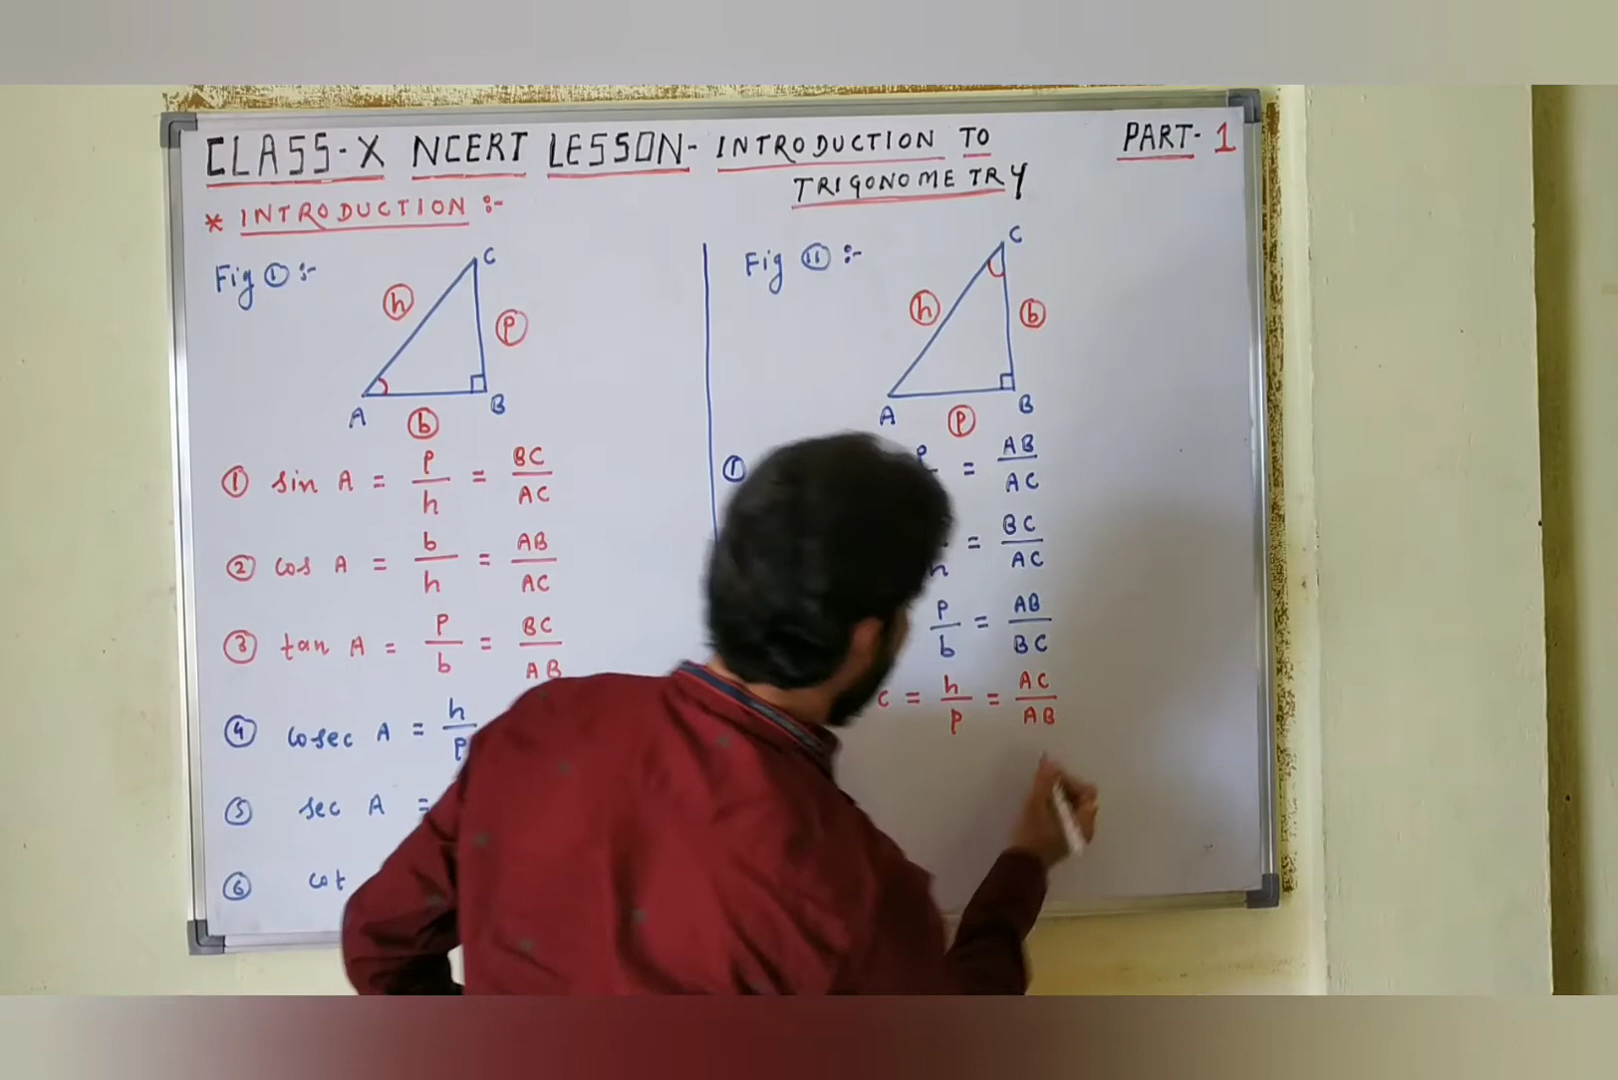 CLASS-X NCERT LESSON- INTRODUCTION TO TRIGONOMETRY
PART-1
* INTRODUCTION :-
Fig ① :-
C
h
p
A
b
B
① sin A = p/h = BC/AC
② cos A = b/h = AB/AC
③ tan A = p/b = BC/AB
④ cosec A = h/p
⑤ sec A =
⑥ cot
Fig ⑪ :-
C
h
b
A
p
B
① = AB/AC
h = BC/AC
p/b = AB/BC
C = h/p = AC/AB